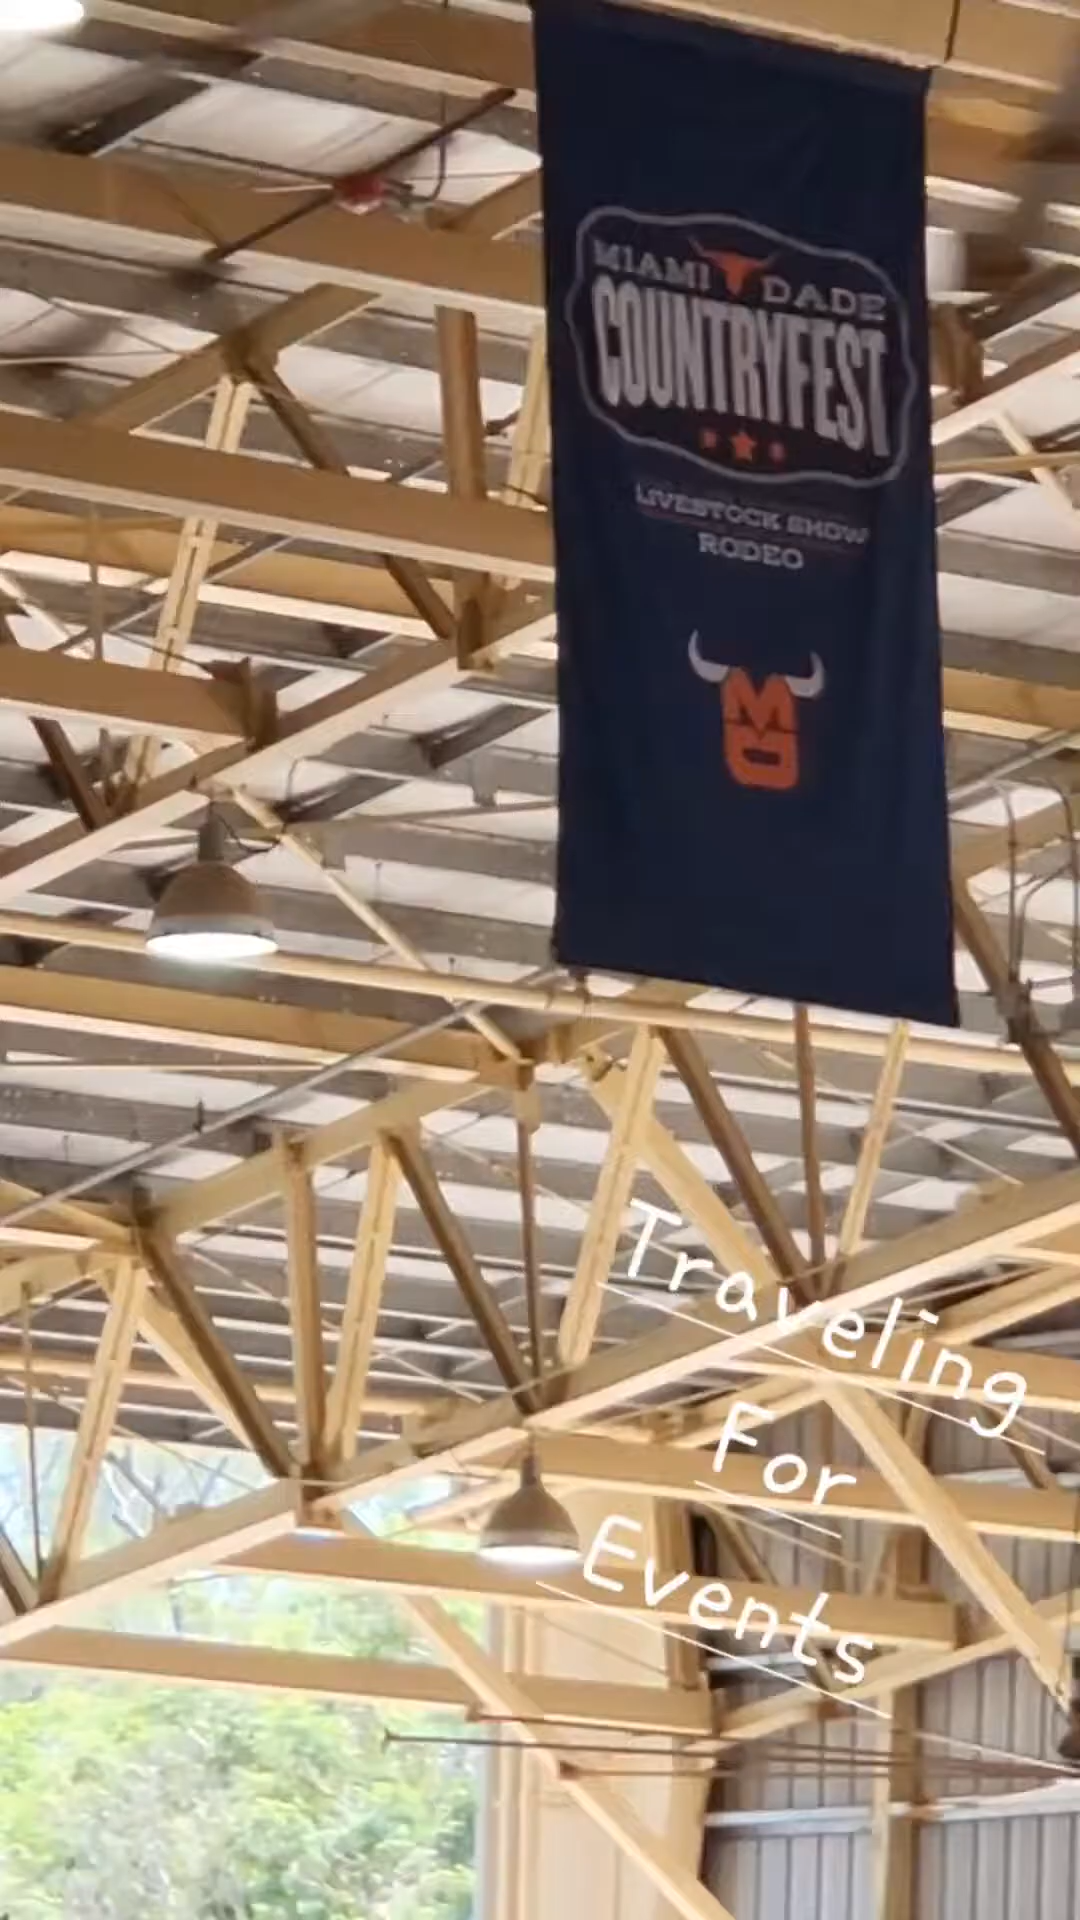 MIAMI DADE
COUNTRYFEST
LIVESTOCK SHOW
RODEO
MD
Traveling
For
Events